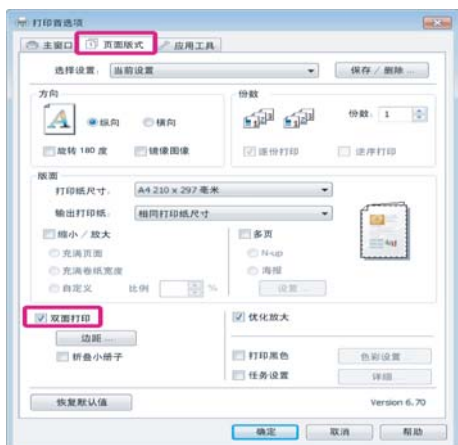 打印首选项
主窗口 页面版式 应用工具
选择设置: 当前设置 保存 / 删除 ...
方向 份数
A 纵向 横向 份数: 1
旋转 180 度 镜像图像 逐份打印 逆序打印
版面
打印纸尺寸: A4 210 x 297 毫米
输出打印纸: 相同打印纸尺寸
缩小 / 放大 多页
充满页面 N-up
充满卷纸宽度 海报
自定义 比例 % 设置 ...
双面打印 优化放大
边距 ...
折叠小册子 打印黑色 色彩设置 ...
任务设置 详细 ...
恢复默认值 Version 6.70
确定 取消 帮助